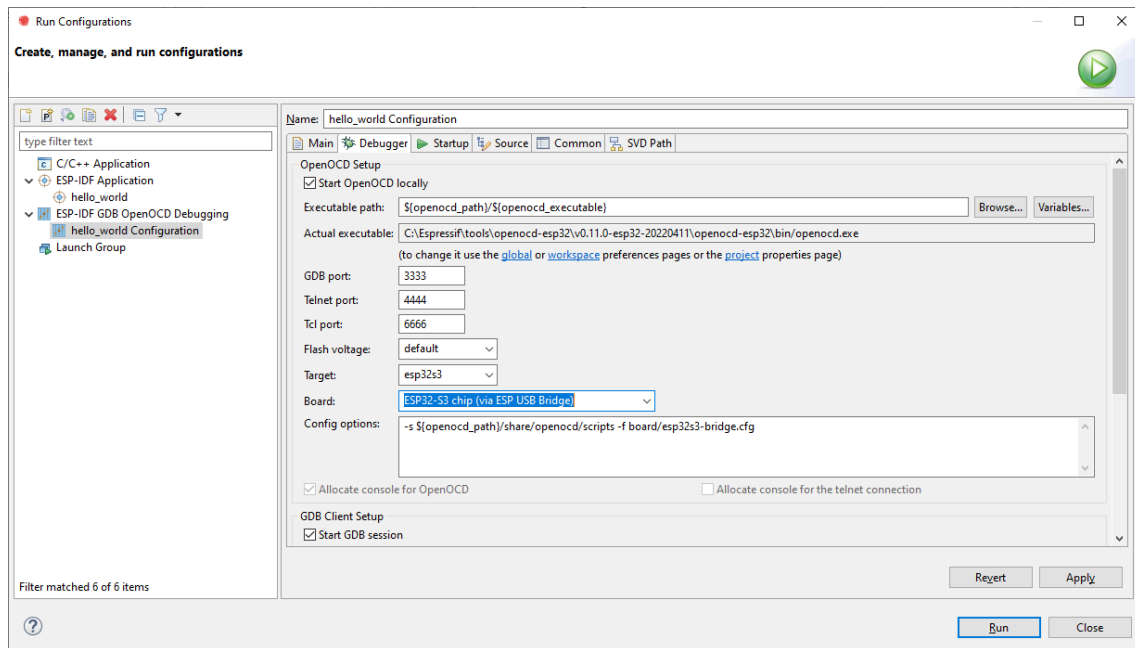 Run Configurations
Create, manage, and run configurations
type filter text
C/C++ Application
ESP-IDF Application
hello_world
ESP-IDF GDB OpenOCD Debugging
hello_world Configuration
Launch Group
Filter matched 6 of 6 items
Name: hello_world Configuration
Main Debugger Startup Source Common SVD Path
OpenOCD Setup
Start OpenOCD locally
Executable path: ${openocd_path}/${openocd_executable} Browse... Variables...
Actual executable: C:\Espressif\tools\openocd-esp32\v0.11.0-esp32-20220411\openocd-esp32\bin/openocd.exe
(to change it use the global or workspace preferences pages or the project properties page)
GDB port: 3333
Telnet port: 4444
Tcl port: 6666
Flash voltage: default
Target: esp32s3
Board: ESP32-S3 chip (via ESP USB Bridge)
Config options: -s ${openocd_path}/share/openocd/scripts -f board/esp32s3-bridge.cfg
Allocate console for OpenOCD Allocate console for the telnet connection
GDB Client Setup
Start GDB session
Revert Apply
Run Close